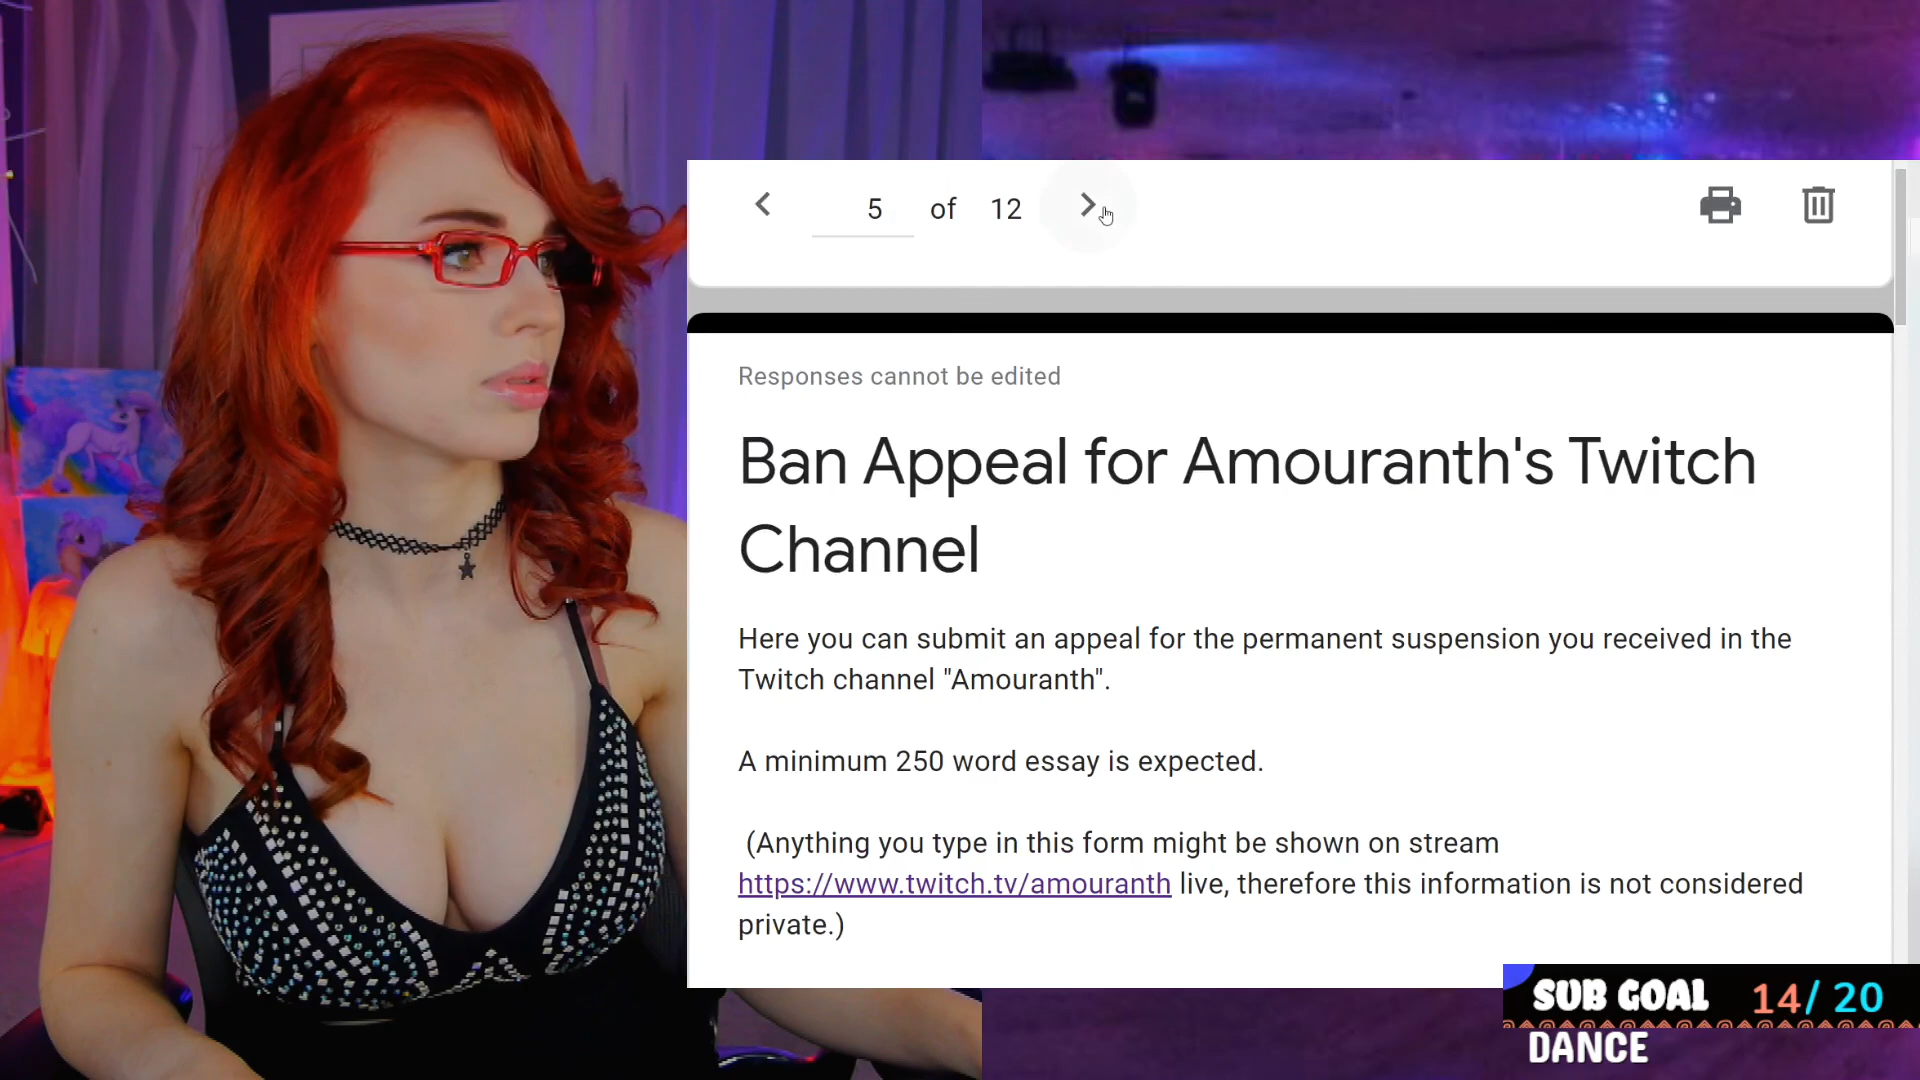 5 of 12
Responses cannot be edited
Ban Appeal for Amouranth's Twitch
Channel
Here you can submit an appeal for the permanent suspension you received in the
Twitch channel "Amouranth".
A minimum 250 word essay is expected.
(Anything you type in this form might be shown on stream
https://www.twitch.tv/amouranth live, therefore this information is not considered
private.)
SUB GOAL 14/ 20
DANCE